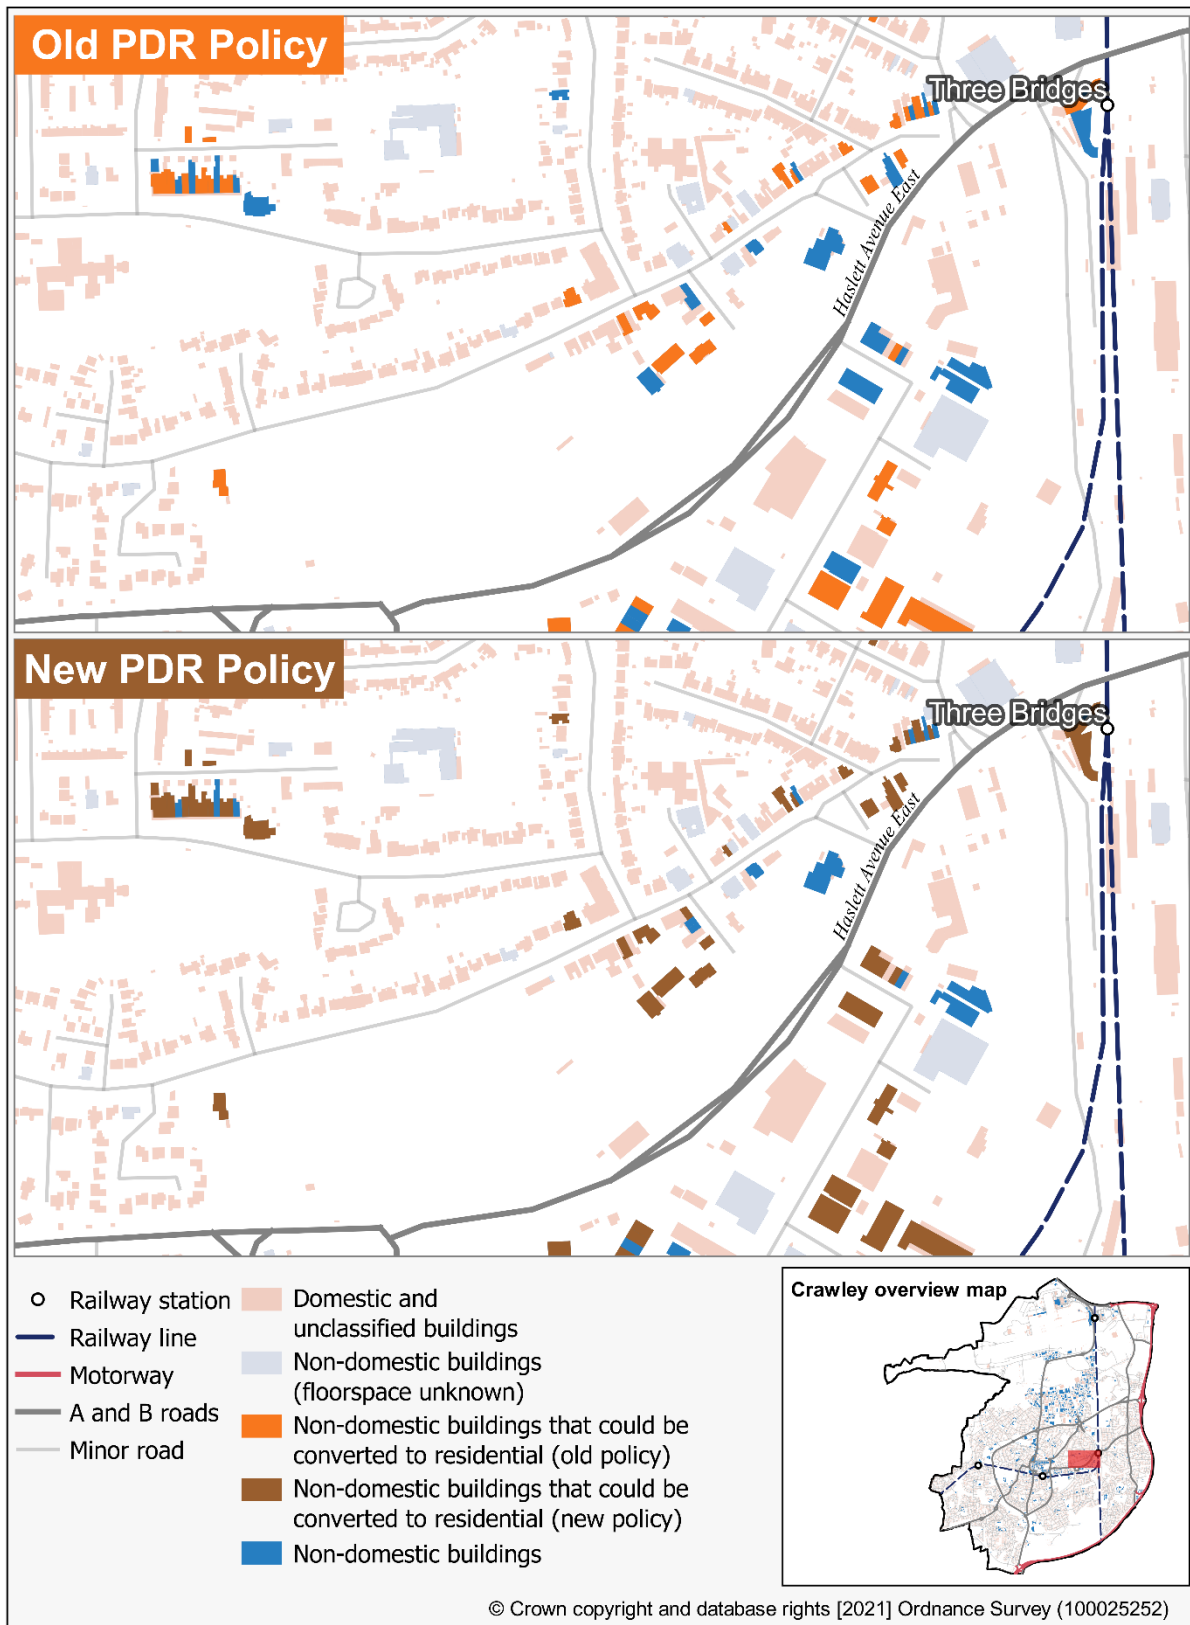 Old PDR Policy
Three Bridges
Haslett Avenue East
New PDR Policy
Three Bridges
Haslett Avenue East
Railway station
Railway line
Motorway
A and B roads
Minor road
Domestic and
unclassified buildings
Non-domestic buildings
(floorspace unknown)
Non-domestic buildings that could be
converted to residential (old policy)
Non-domestic buildings that could be
converted to residential (new policy)
Non-domestic buildings
Crawley overview map
© Crown copyright and database rights [2021] Ordnance Survey (100025252)